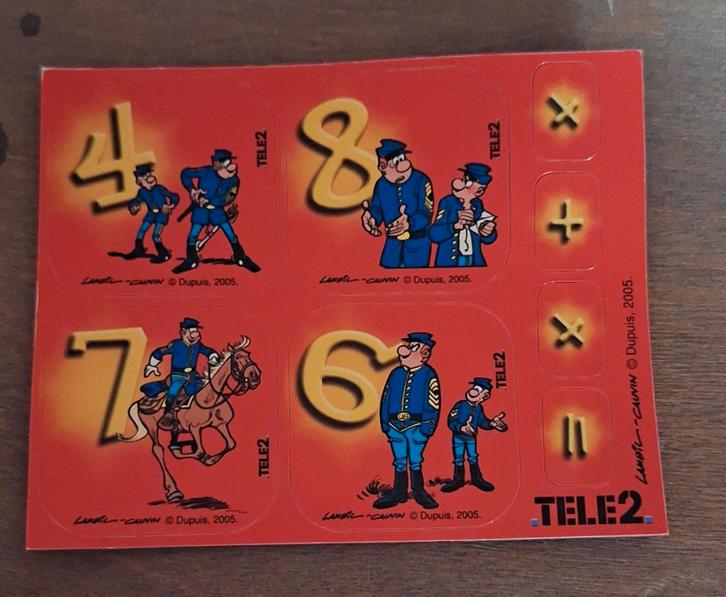 4
TELE2
LAMBIL--CAUVIN © Dupuis, 2005.
8
TELE2
LAMBIL--CAUVIN © Dupuis, 2005.
7
TELE2
LAMBIL--CAUVIN © Dupuis, 2005.
6
TELE2
LAMBIL--CAUVIN © Dupuis, 2005.
×
+
×
=
LAMBIL--CAUVIN © Dupuis, 2005.
TELE2